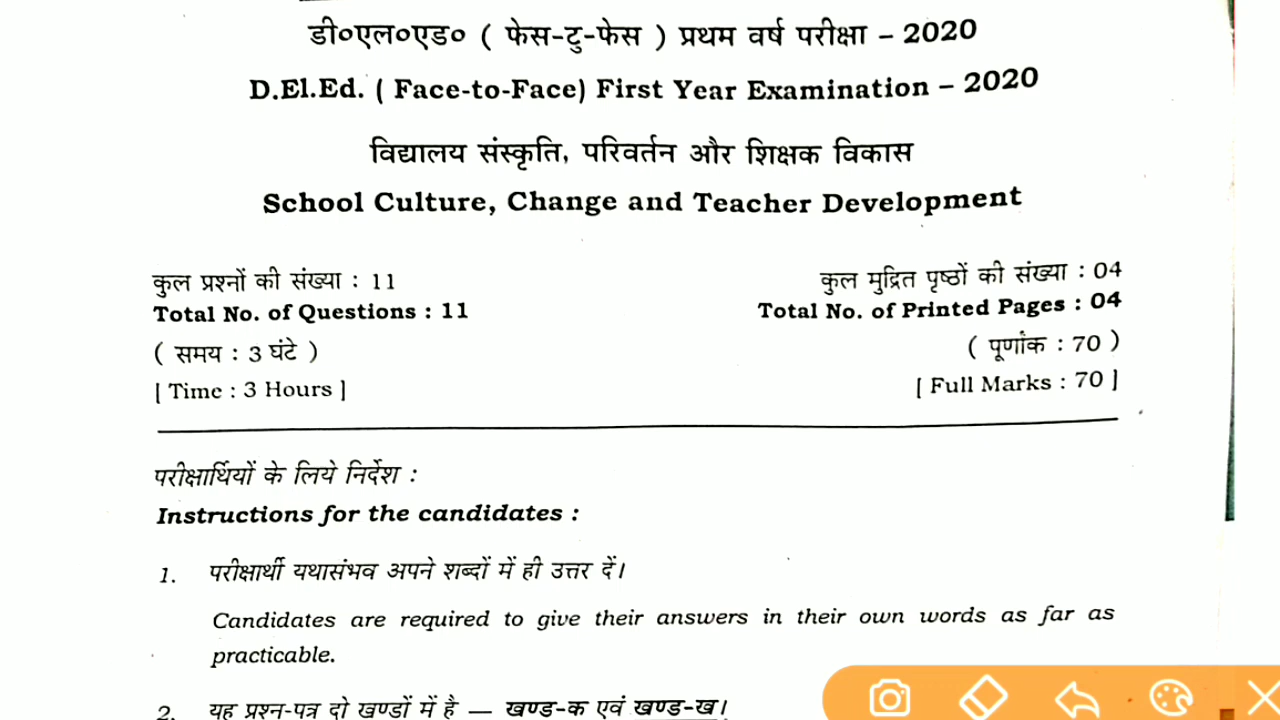 डी०एल०एड० ( फेस-टु-फेस ) प्रथम वर्ष परीक्षा – 2020
D.El.Ed. ( Face-to-Face) First Year Examination – 2020
विद्यालय संस्कृति, परिवर्तन और शिक्षक विकास
School Culture, Change and Teacher Development
कुल प्रश्नों की संख्या : 11
कुल मुद्रित पृष्ठों की संख्या : 04
Total No. of Questions : 11
Total No. of Printed Pages : 04
( समय : 3 घंटे )
( पूर्णांक : 70 )
[ Time : 3 Hours ]
[ Full Marks : 70 ]
परीक्षार्थियों के लिये निर्देश :
Instructions for the candidates :
1. परीक्षार्थी यथासंभव अपने शब्दों में ही उत्तर दें।
Candidates are required to give their answers in their own words as far as
practicable.
2. यह प्रश्न-पत्र दो खण्डों में है — खण्ड-क एवं खण्ड-ख।